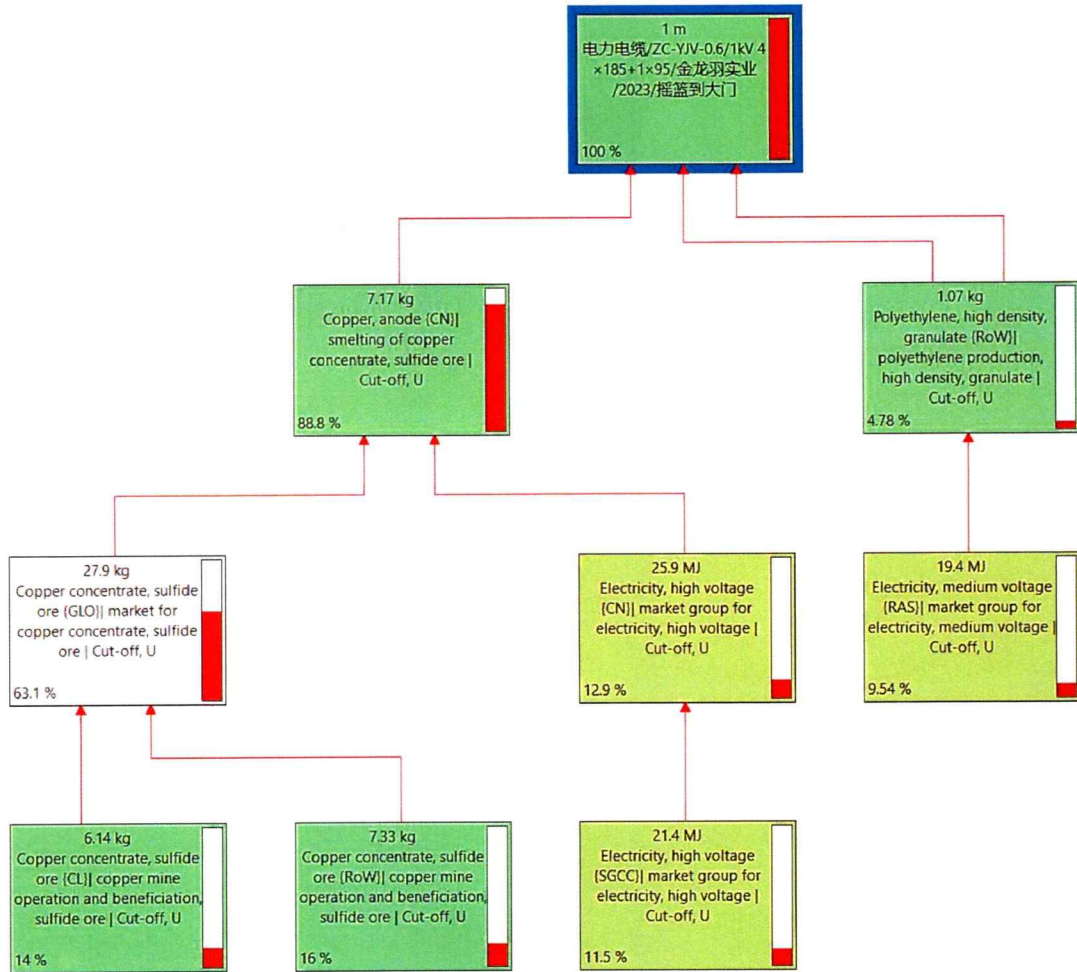 1 m
电力电缆/ZC-YJV-0.6/1kV 4
×185+1×95/金龙羽实业
/2023/摇篮到大门
100 %
7.17 kg
Copper, anode {CN}|
smelting of copper
concentrate, sulfide ore |
Cut-off, U
88.8 %
1.07 kg
Polyethylene, high density,
granulate {RoW}|
polyethylene production,
high density, granulate |
Cut-off, U
4.78 %
27.9 kg
Copper concentrate, sulfide
ore {GLO}| market for
copper concentrate, sulfide
ore | Cut-off, U
63.1 %
25.9 MJ
Electricity, high voltage
{CN}| market group for
electricity, high voltage |
Cut-off, U
12.9 %
19.4 MJ
Electricity, medium voltage
{RAS}| market group for
electricity, medium voltage |
Cut-off, U
9.54 %
6.14 kg
Copper concentrate, sulfide
ore {CL}| copper mine
operation and beneficiation,
sulfide ore | Cut-off, U
14 %
7.33 kg
Copper concentrate, sulfide
ore {RoW}| copper mine
operation and beneficiation,
sulfide ore | Cut-off, U
16 %
21.4 MJ
Electricity, high voltage
{SGCC}| market group for
electricity, high voltage |
Cut-off, U
11.5 %